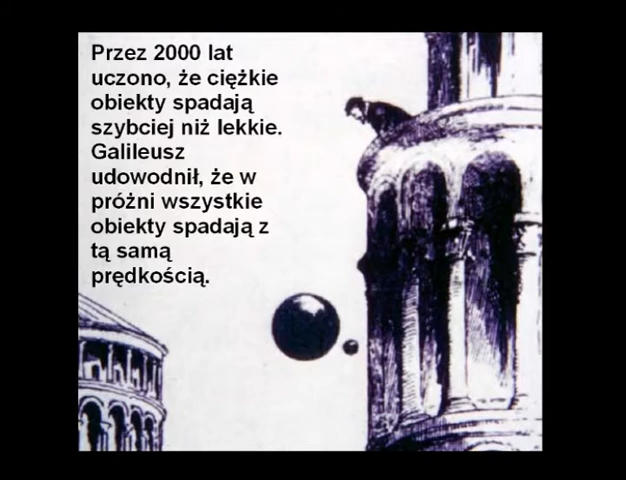 Przez 2000 lat
uczono, że ciężkie
obiekty spadają
szybciej niż lekkie.
Galileusz
udowodnił, że w
próżni wszystkie
obiekty spadają z
tą samą
prędkością.